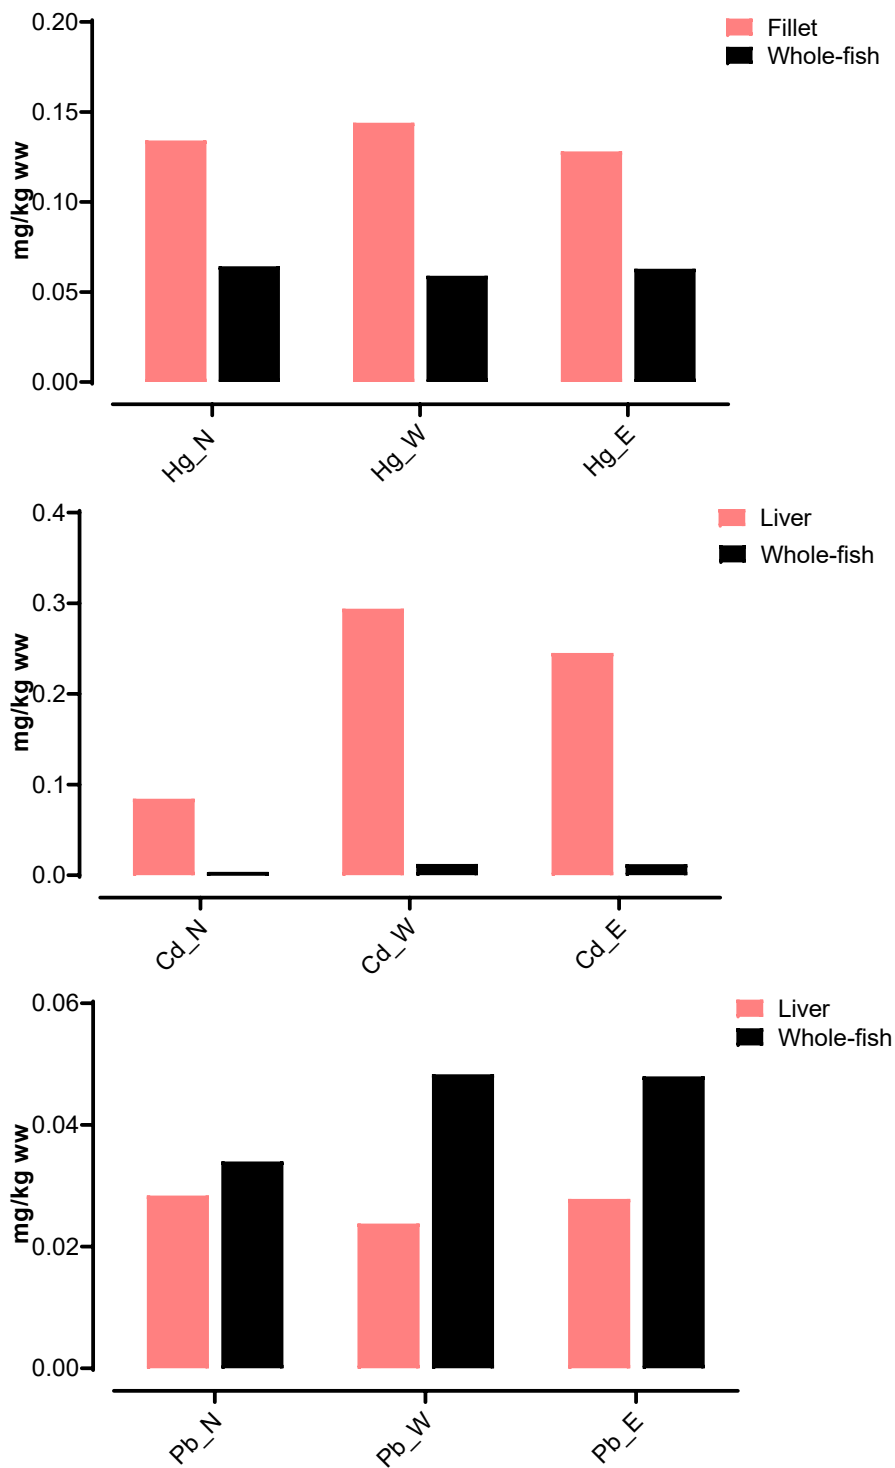 0.20
0.15
0.10
0.05
0.00
mg/kg ww
Fillet
Whole-fish
Hg_N
Hg_W
Hg_E
0.4
0.3
0.2
0.1
0.0
mg/kg ww
Liver
Whole-fish
Cd_N
Cd_W
Cd_E
0.06
0.04
0.02
0.00
mg/kg ww
Liver
Whole-fish
Pb_N
Pb_W
Pb_E